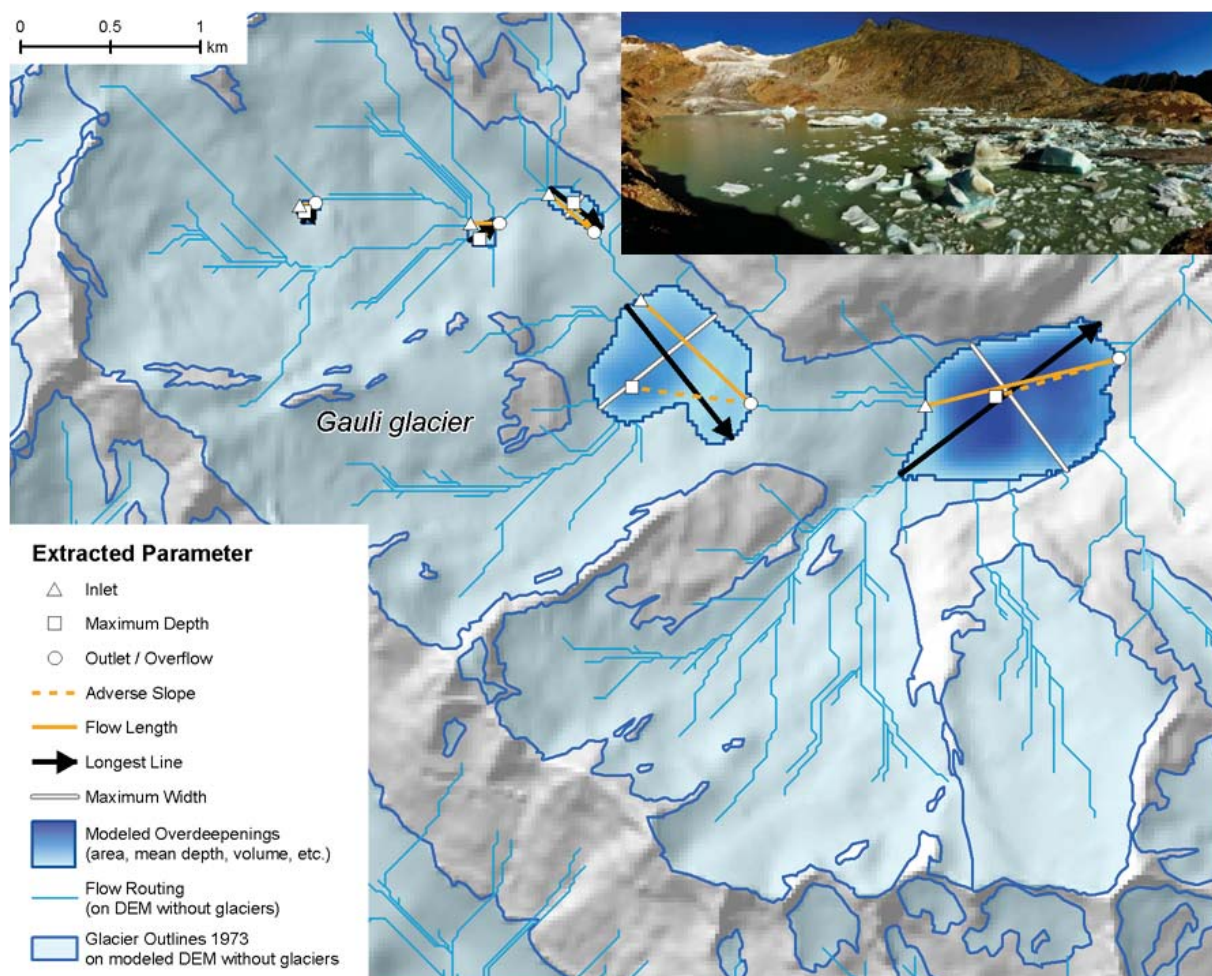 0 0.5 1
km
Gauli glacier
Extracted Parameter
Inlet
Maximum Depth
Outlet / Overflow
Adverse Slope
Flow Length
Longest Line
Maximum Width
Modeled Overdeepenings
(area, mean depth, volume, etc.)
Flow Routing
(on DEM without glaciers)
Glacier Outlines 1973
on modeled DEM without glaciers